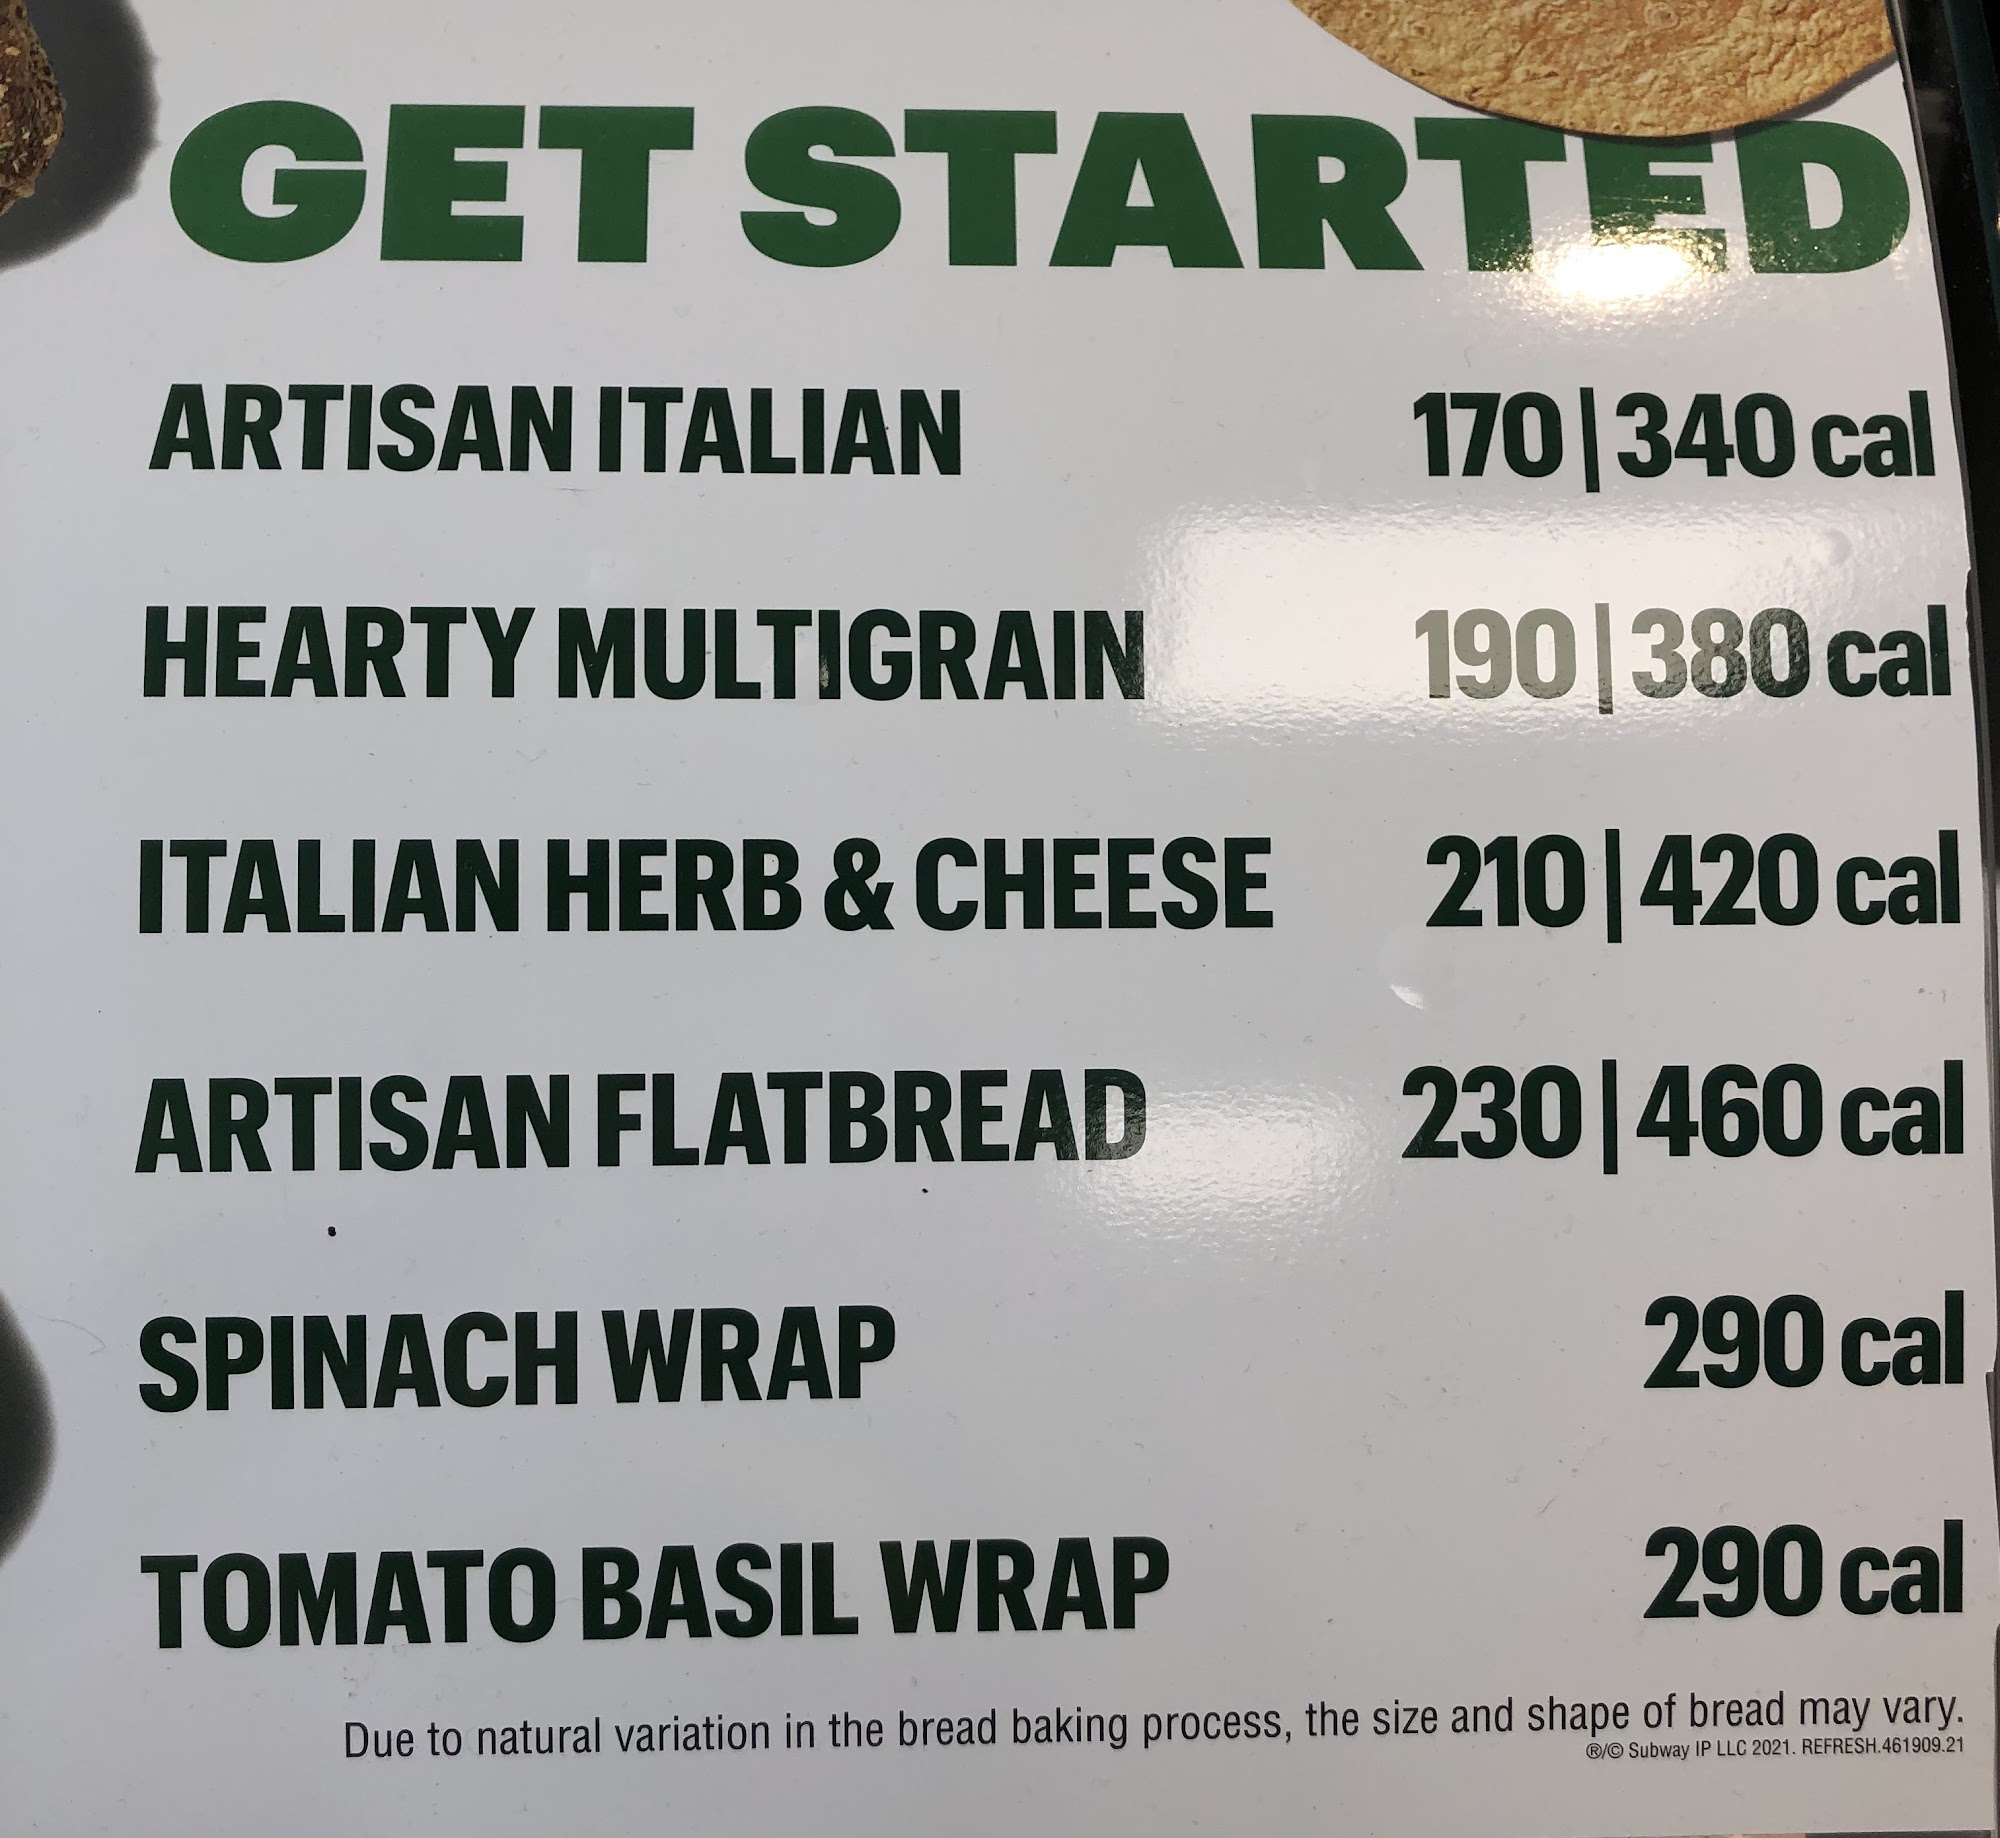 GET STARTED
ARTISAN ITALIAN 170|340 cal
HEARTY MULTIGRAIN 190|380 cal
ITALIAN HERB & CHEESE 210|420 cal
ARTISAN FLATBREAD 230|460 cal
SPINACH WRAP 290 cal
TOMATO BASIL WRAP 290 cal
Due to natural variation in the bread baking process, the size and shape of bread may vary.
®/© Subway IP LLC 2021. REFRESH.461909.21